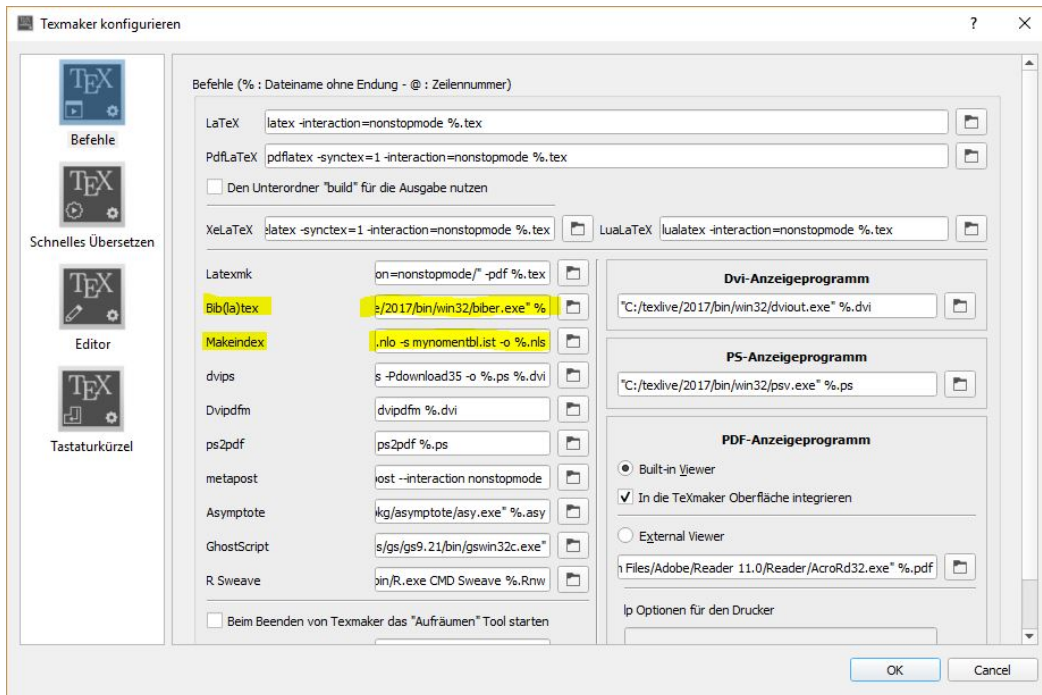 Texmaker konfigurieren
? ×
TEX
Befehle
TEX
Schnelles Übersetzen
TEX
Editor
TEX
Tastaturkürzel
Befehle (% : Dateiname ohne Endung - @ : Zeilennummer)
LaTeX latex -interaction=nonstopmode %.tex
PdfLaTeX pdflatex -synctex=1 -interaction=nonstopmode %.tex
Den Unterordner "build" für die Ausgabe nutzen
XeLaTeX elatex -synctex=1 -interaction=nonstopmode %.tex LuaLaTeX lualatex -interaction=nonstopmode %.tex
Latexmk on=nonstopmode/" -pdf %.tex
Bib(la)tex e/2017/bin/win32/biber.exe" %
Makeindex .nlo -s mynomentbl.ist -o %.nls
dvips s -Pdownload35 -o %.ps %.dvi
Dvipdfm dvipdfm %.dvi
ps2pdf ps2pdf %.ps
metapost post --interaction nonstopmode
Asymptote kg/asymptote/asy.exe" %.asy
GhostScript s/gs/gs9.21/bin/gswin32c.exe"
R Sweave bin/R.exe CMD Sweave %.Rnw
Beim Beenden von Texmaker das "Aufräumen" Tool starten
Dvi-Anzeigeprogramm
"C:/texlive/2017/bin/win32/dviout.exe" %.dvi
PS-Anzeigeprogramm
"C:/texlive/2017/bin/win32/psv.exe" %.ps
PDF-Anzeigeprogramm
Built-in Viewer
In die TeXmaker Oberfläche integrieren
External Viewer
n Files/Adobe/Reader 11.0/Reader/AcroRd32.exe" %.pdf
lp Optionen für den Drucker
OK Cancel